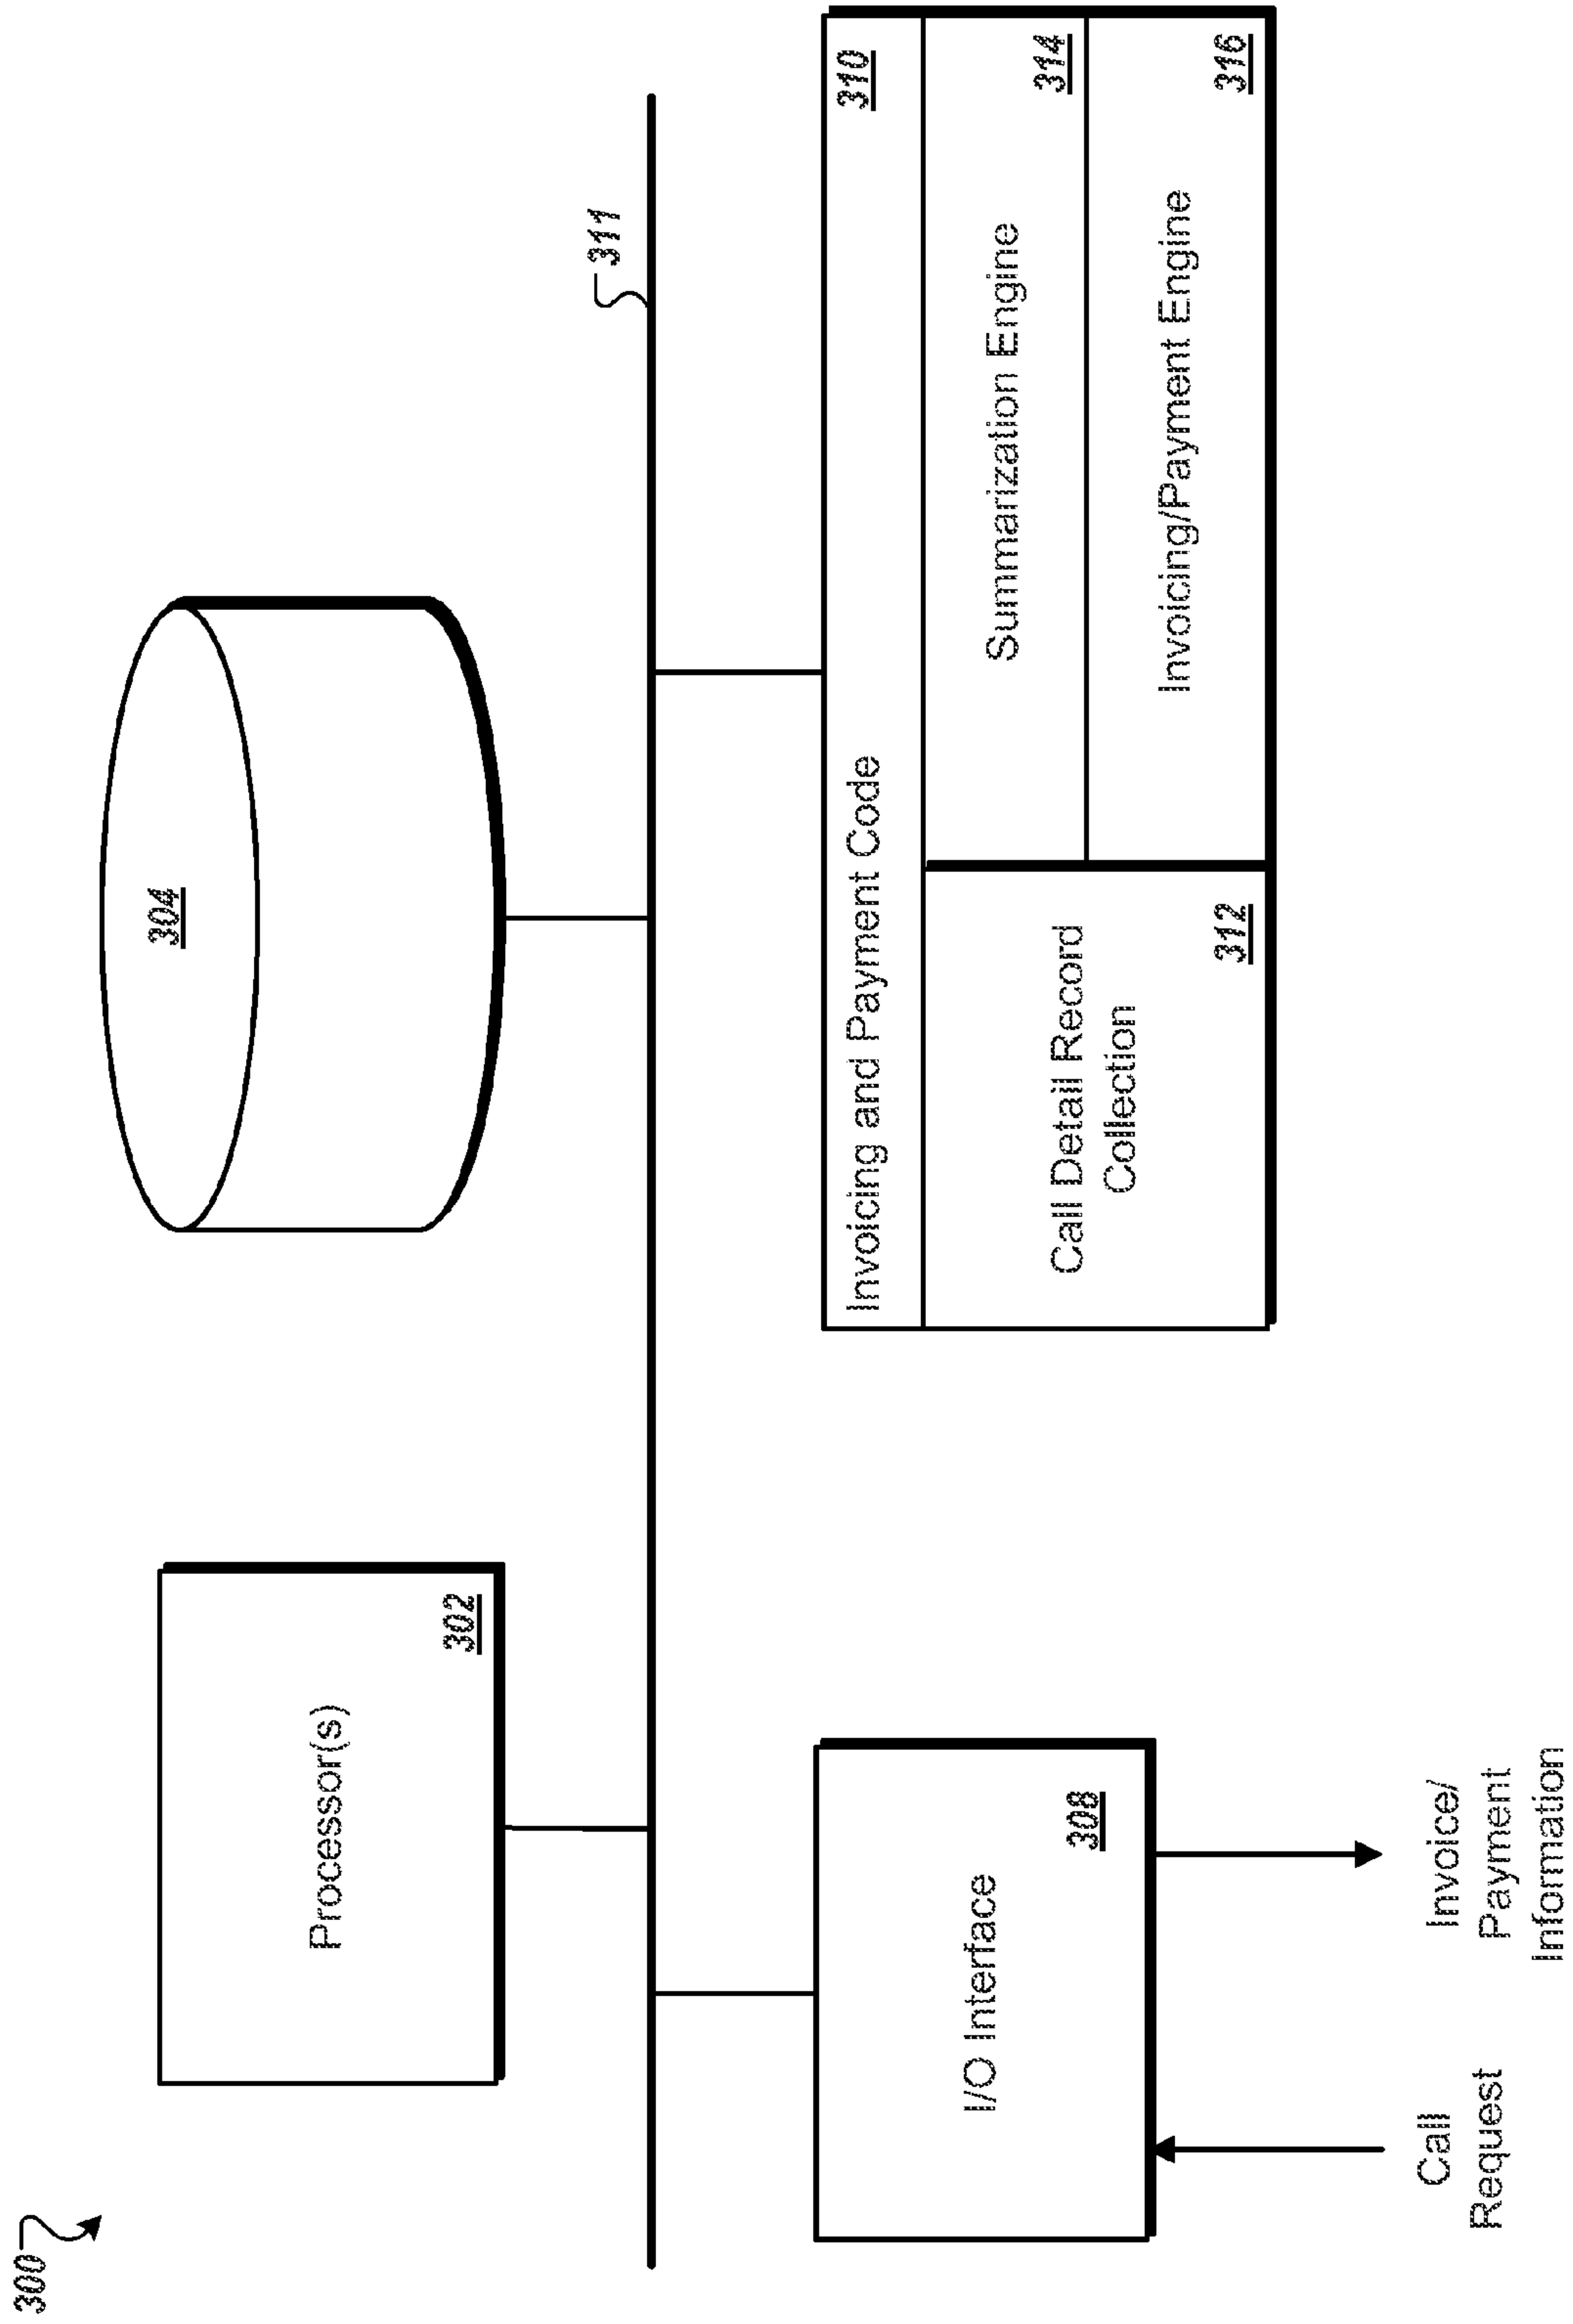 300
Processor(s)
302
304
311
I/O Interface
308
Call
Request
Invoice/
Payment
Information
Invoicing and Payment Code
310
Call Detail Record
Collection
312
Summarization Engine
314
Invoicing/Payment Engine
316